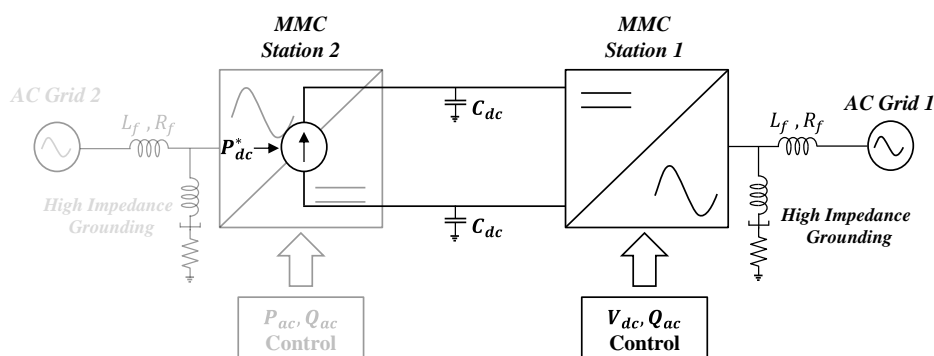 MMC
Station 2
MMC
Station 1
AC Grid 2
AC Grid 1
L_f , R_f
L_f , R_f
C_dc
P*_dc
High Impedance
Grounding
High Impedance
Grounding
C_dc
P_ac, Q_ac
Control
V_dc, Q_ac
Control